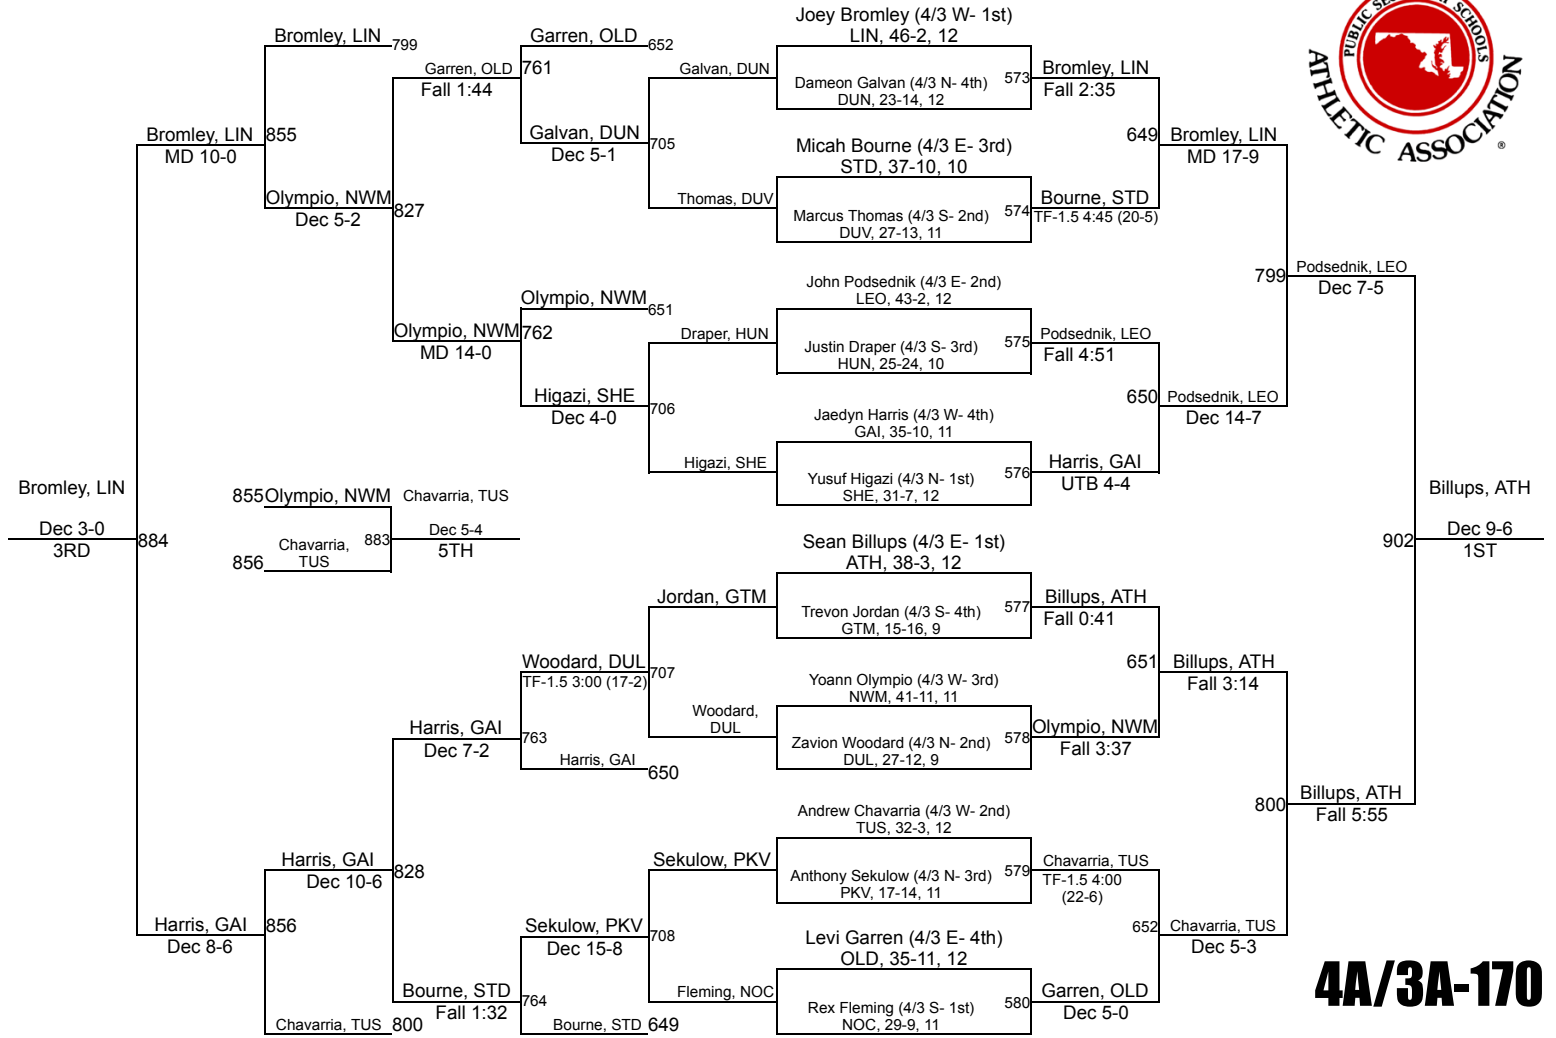 PUBLIC SECONDARY SCHOOLS
ATHLETIC ASSOCIATION
®
Joey Bromley (4/3 W- 1st)
LIN, 46-2, 12
Dameon Galvan (4/3 N- 4th)
DUN, 23-14, 12
573
Micah Bourne (4/3 E- 3rd)
STD, 37-10, 10
Marcus Thomas (4/3 S- 2nd)
DUV, 27-13, 11
574
John Podsednik (4/3 E- 2nd)
LEO, 43-2, 12
Justin Draper (4/3 S- 3rd)
HUN, 25-24, 10
575
Jaedyn Harris (4/3 W- 4th)
GAI, 35-10, 11
Yusuf Higazi (4/3 N- 1st)
SHE, 31-7, 12
576
Sean Billups (4/3 E- 1st)
ATH, 38-3, 12
Trevon Jordan (4/3 S- 4th)
GTM, 15-16, 9
577
Yoann Olympio (4/3 W- 3rd)
NWM, 41-11, 11
Zavion Woodard (4/3 N- 2nd)
DUL, 27-12, 9
578
Andrew Chavarria (4/3 W- 2nd)
TUS, 32-3, 12
Anthony Sekulow (4/3 N- 3rd)
PKV, 17-14, 11
579
Levi Garren (4/3 E- 4th)
OLD, 35-11, 12
Rex Fleming (4/3 S- 1st)
NOC, 29-9, 11
580
Bromley, LIN
Fall 2:35
649
Bourne, STD
TF-1.5 4:45 (20-5)
Podsednik, LEO
Fall 4:51
650
Harris, GAI
UTB 4-4
Billups, ATH
Fall 0:41
651
Olympio, NWM
Fall 3:37
Chavarria, TUS
TF-1.5 4:00
(22-6)
652
Garren, OLD
Dec 5-0
Bromley, LIN
MD 17-9
799
Podsednik, LEO
Dec 14-7
Billups, ATH
Fall 3:14
800
Chavarria, TUS
Dec 5-3
Podsednik, LEO
Dec 7-5
902
Billups, ATH
Fall 5:55
Billups, ATH
Dec 9-6
1ST
Galvan, DUN
705
Thomas, DUV
Draper, HUN
706
Higazi, SHE
Jordan, GTM
707
Woodard,
DUL
Sekulow, PKV
708
Fleming, NOC
Garren, OLD
652
761
Galvan, DUN
Dec 5-1
Olympio, NWM
651
762
Higazi, SHE
Dec 4-0
Woodard, DUL
TF-1.5 3:00 (17-2)
763
Harris, GAI
650
Sekulow, PKV
Dec 15-8
764
Bourne, STD
649
Garren, OLD
Fall 1:44
827
Olympio, NWM
MD 14-0
Harris, GAI
Dec 7-2
828
Bourne, STD
Fall 1:32
Bromley, LIN
799
855
Olympio, NWM
Dec 5-2
Harris, GAI
Dec 10-6
856
Chavarria, TUS
800
Bromley, LIN
MD 10-0
884
Harris, GAI
Dec 8-6
Bromley, LIN
Dec 3-0
3RD
855
Olympio, NWM
883
856
Chavarria,
TUS
Chavarria, TUS
Dec 5-4
5TH
4A/3A-170